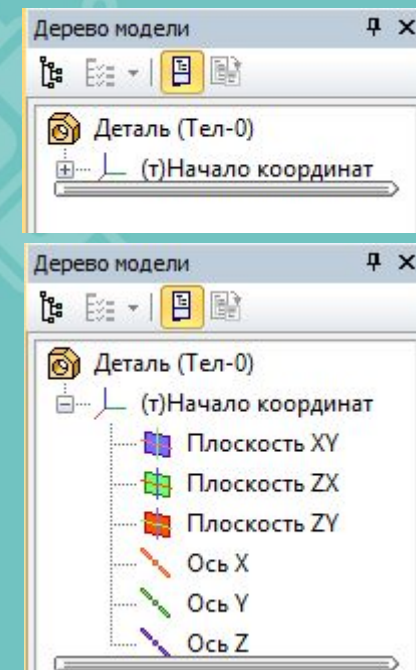 Дерево модели
Деталь (Тел-0)
(т)Начало координат
Дерево модели
Деталь (Тел-0)
(т)Начало координат
Плоскость XY
Плоскость ZX
Плоскость ZY
Ось X
Ось Y
Ось Z